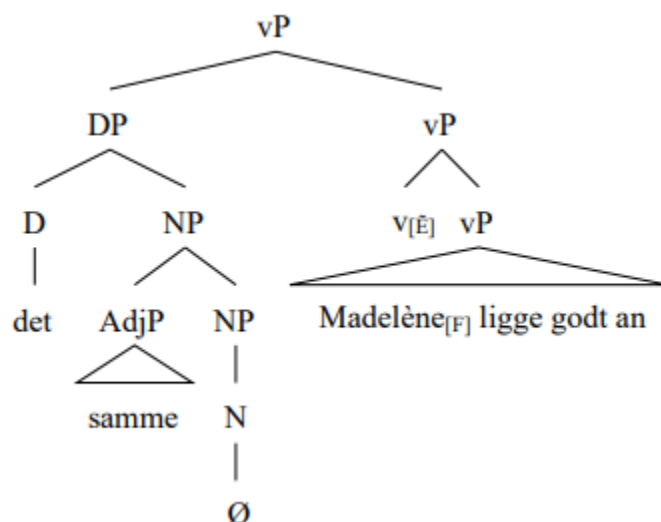 vP
DP vP
D NP v[Ẽ] vP
det AdjP NP Madelène[F] ligge godt an
samme N
Ø